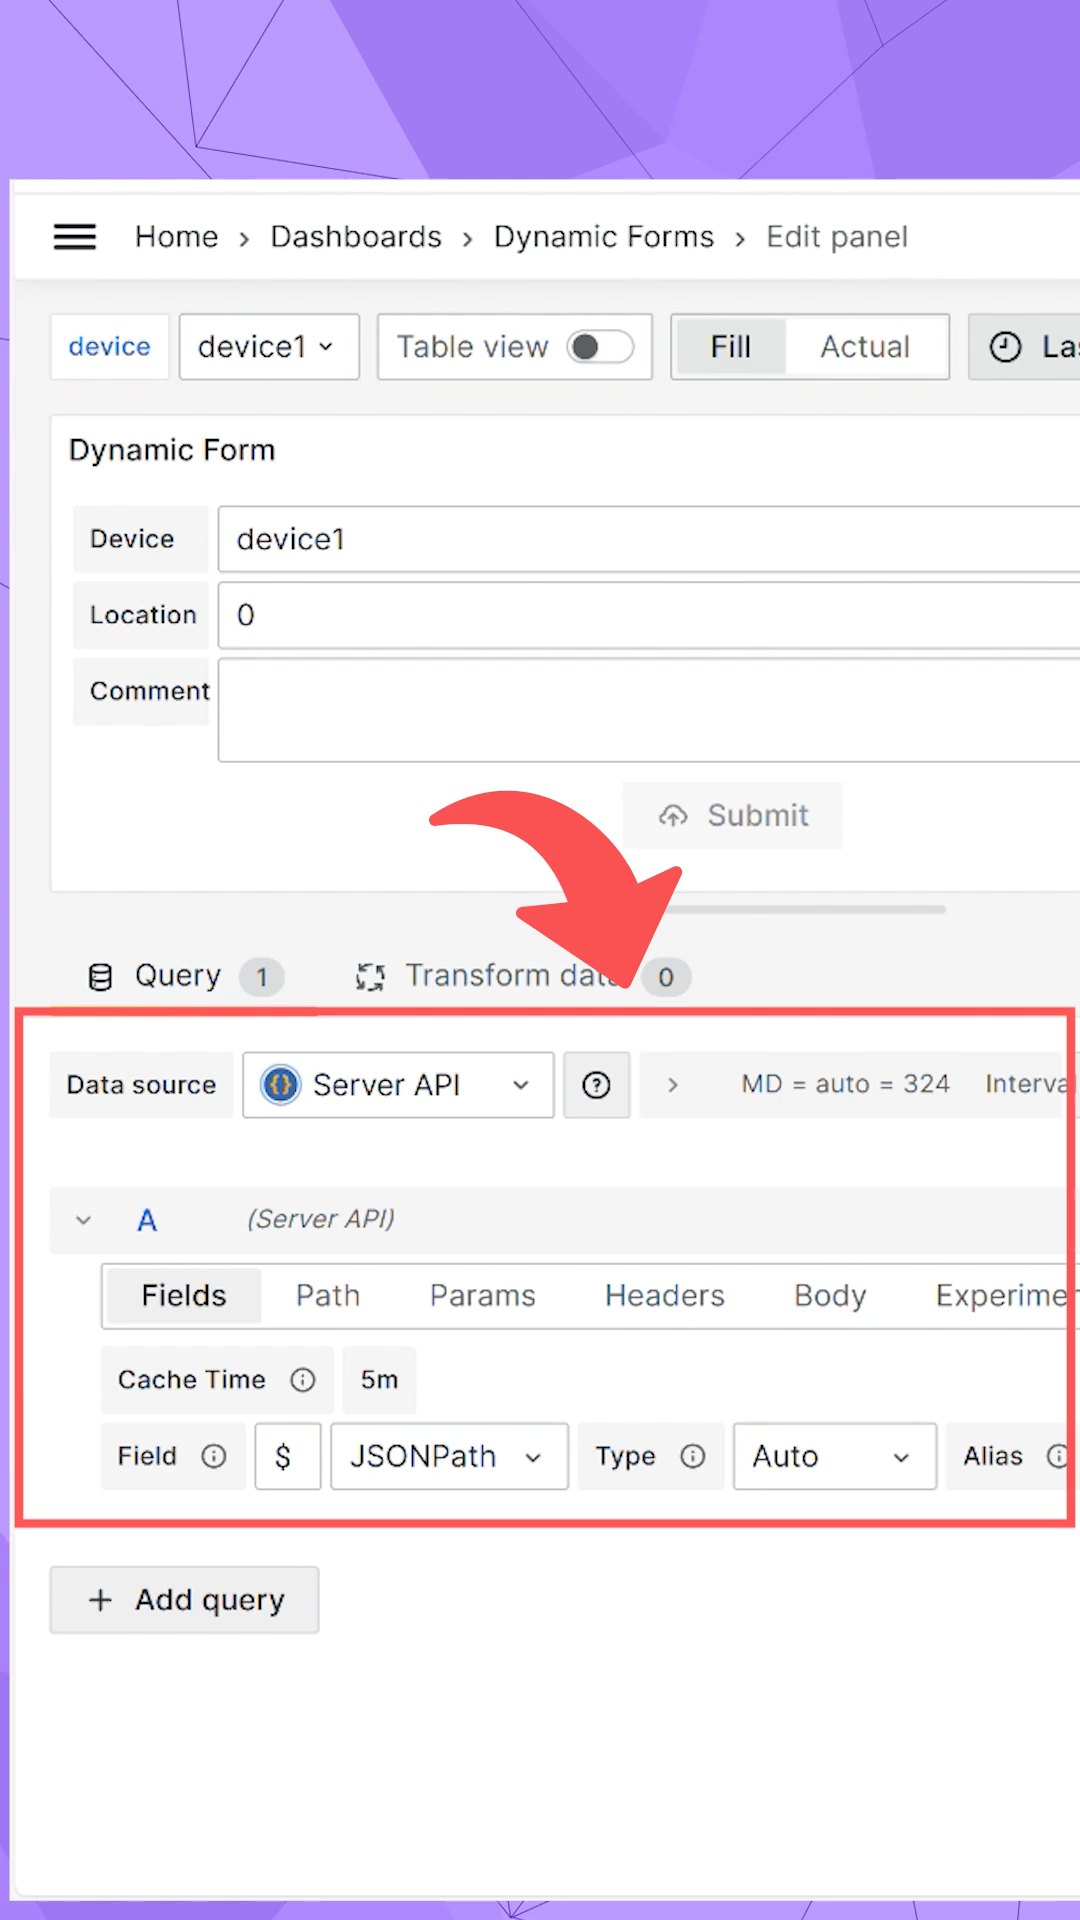 Home > Dashboards > Dynamic Forms > Edit panel
device device1 Table view Fill Actual
Dynamic Form
Device device1
Location 0
Comment
Submit
Query 1 Transform 0
Data source Server API MD = auto = 324
A (Server API)
Fields Path Params Headers Body
Cache Time 5m
Field $ JSONPath Type Auto Alias
+ Add query